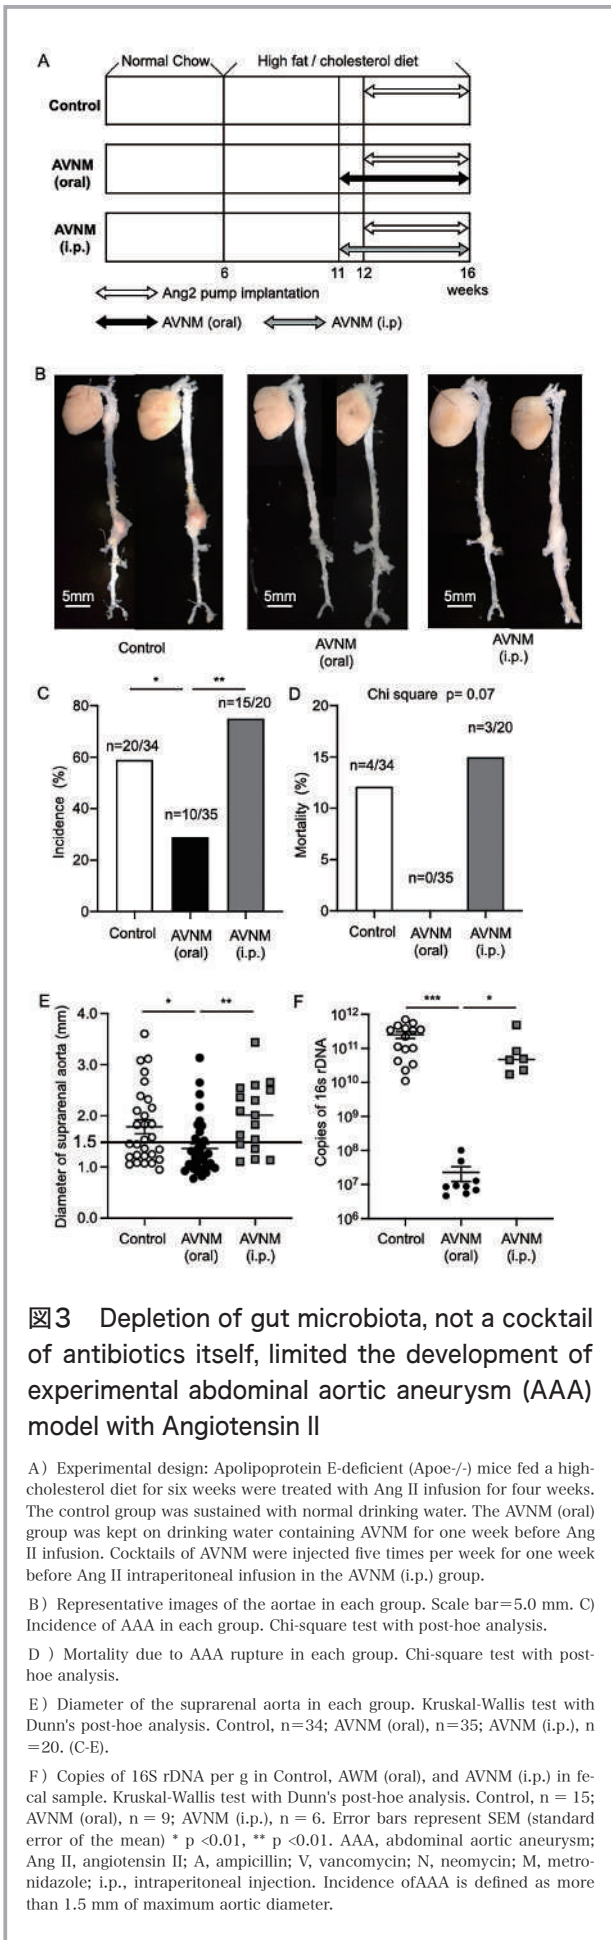 A
Normal Chow
High fat / cholesterol diet
Control
AVNM
(oral)
AVNM
(i.p.)
6
11
12
16
weeks
Ang2 pump implantation
AVNM (oral)
AVNM (i.p)
B
5mm
5mm
5mm
Control
AVNM
(oral)
AVNM
(i.p.)
C
*
**
Incidence (%)
80
60
40
20
0
n=20/34
n=10/35
n=15/20
Control
AVNM
(oral)
AVNM
(i.p.)
D
Chi square p= 0.07
Mortality (%)
20
15
10
5
0
n=4/34
n=0/35
n=3/20
Control
AVNM
(oral)
AVNM
(i.p.)
E
*
**
Diameter of suprarenal aorta (mm)
4.0
3.0
2.0
1.5
1.0
0.0
Control
AVNM
(oral)
AVNM
(i.p.)
F
***
*
Copies of 16s rDNA
10¹²
10¹¹
10¹⁰
10⁹
10⁸
10⁷
10⁶
Control
AVNM
(oral)
AVNM
(i.p.)
図3 Depletion of gut microbiota, not a cocktail
of antibiotics itself, limited the development of
experimental abdominal aortic aneurysm (AAA)
model with Angiotensin II
A）Experimental design: Apolipoprotein E-deficient (Apoe-/-) mice fed a high-
cholesterol diet for six weeks were treated with Ang II infusion for four weeks.
The control group was sustained with normal drinking water. The AVNM (oral)
group was kept on drinking water containing AVNM for one week before Ang
II infusion. Cocktails of AVNM were injected five times per week for one week
before Ang II intraperitoneal infusion in the AVNM (i.p.) group.
B）Representative images of the aortae in each group. Scale bar=5.0 mm. C)
Incidence of AAA in each group. Chi-square test with post-hoe analysis.
D ）Mortality due to AAA rupture in each group. Chi-square test with post-
hoe analysis.
E）Diameter of the suprarenal aorta in each group. Kruskal-Wallis test with
Dunn's post-hoe analysis. Control, n=34; AVNM (oral), n=35; AVNM (i.p.), n
=20. (C-E).
F）Copies of 16S rDNA per g in Control, AWM (oral), and AVNM (i.p.) in fe-
cal sample. Kruskal-Wallis test with Dunn's post-hoe analysis. Control, n = 15;
AVNM (oral), n = 9; AVNM (i.p.), n = 6. Error bars represent SEM (standard
error of the mean) * p <0.01, ** p <0.01. AAA, abdominal aortic aneurysm;
Ang II, angiotensin II; A, ampicillin; V, vancomycin; N, neomycin; M, metro-
nidazole; i.p., intraperitoneal injection. Incidence ofAAA is defined as more
than 1.5 mm of maximum aortic diameter.